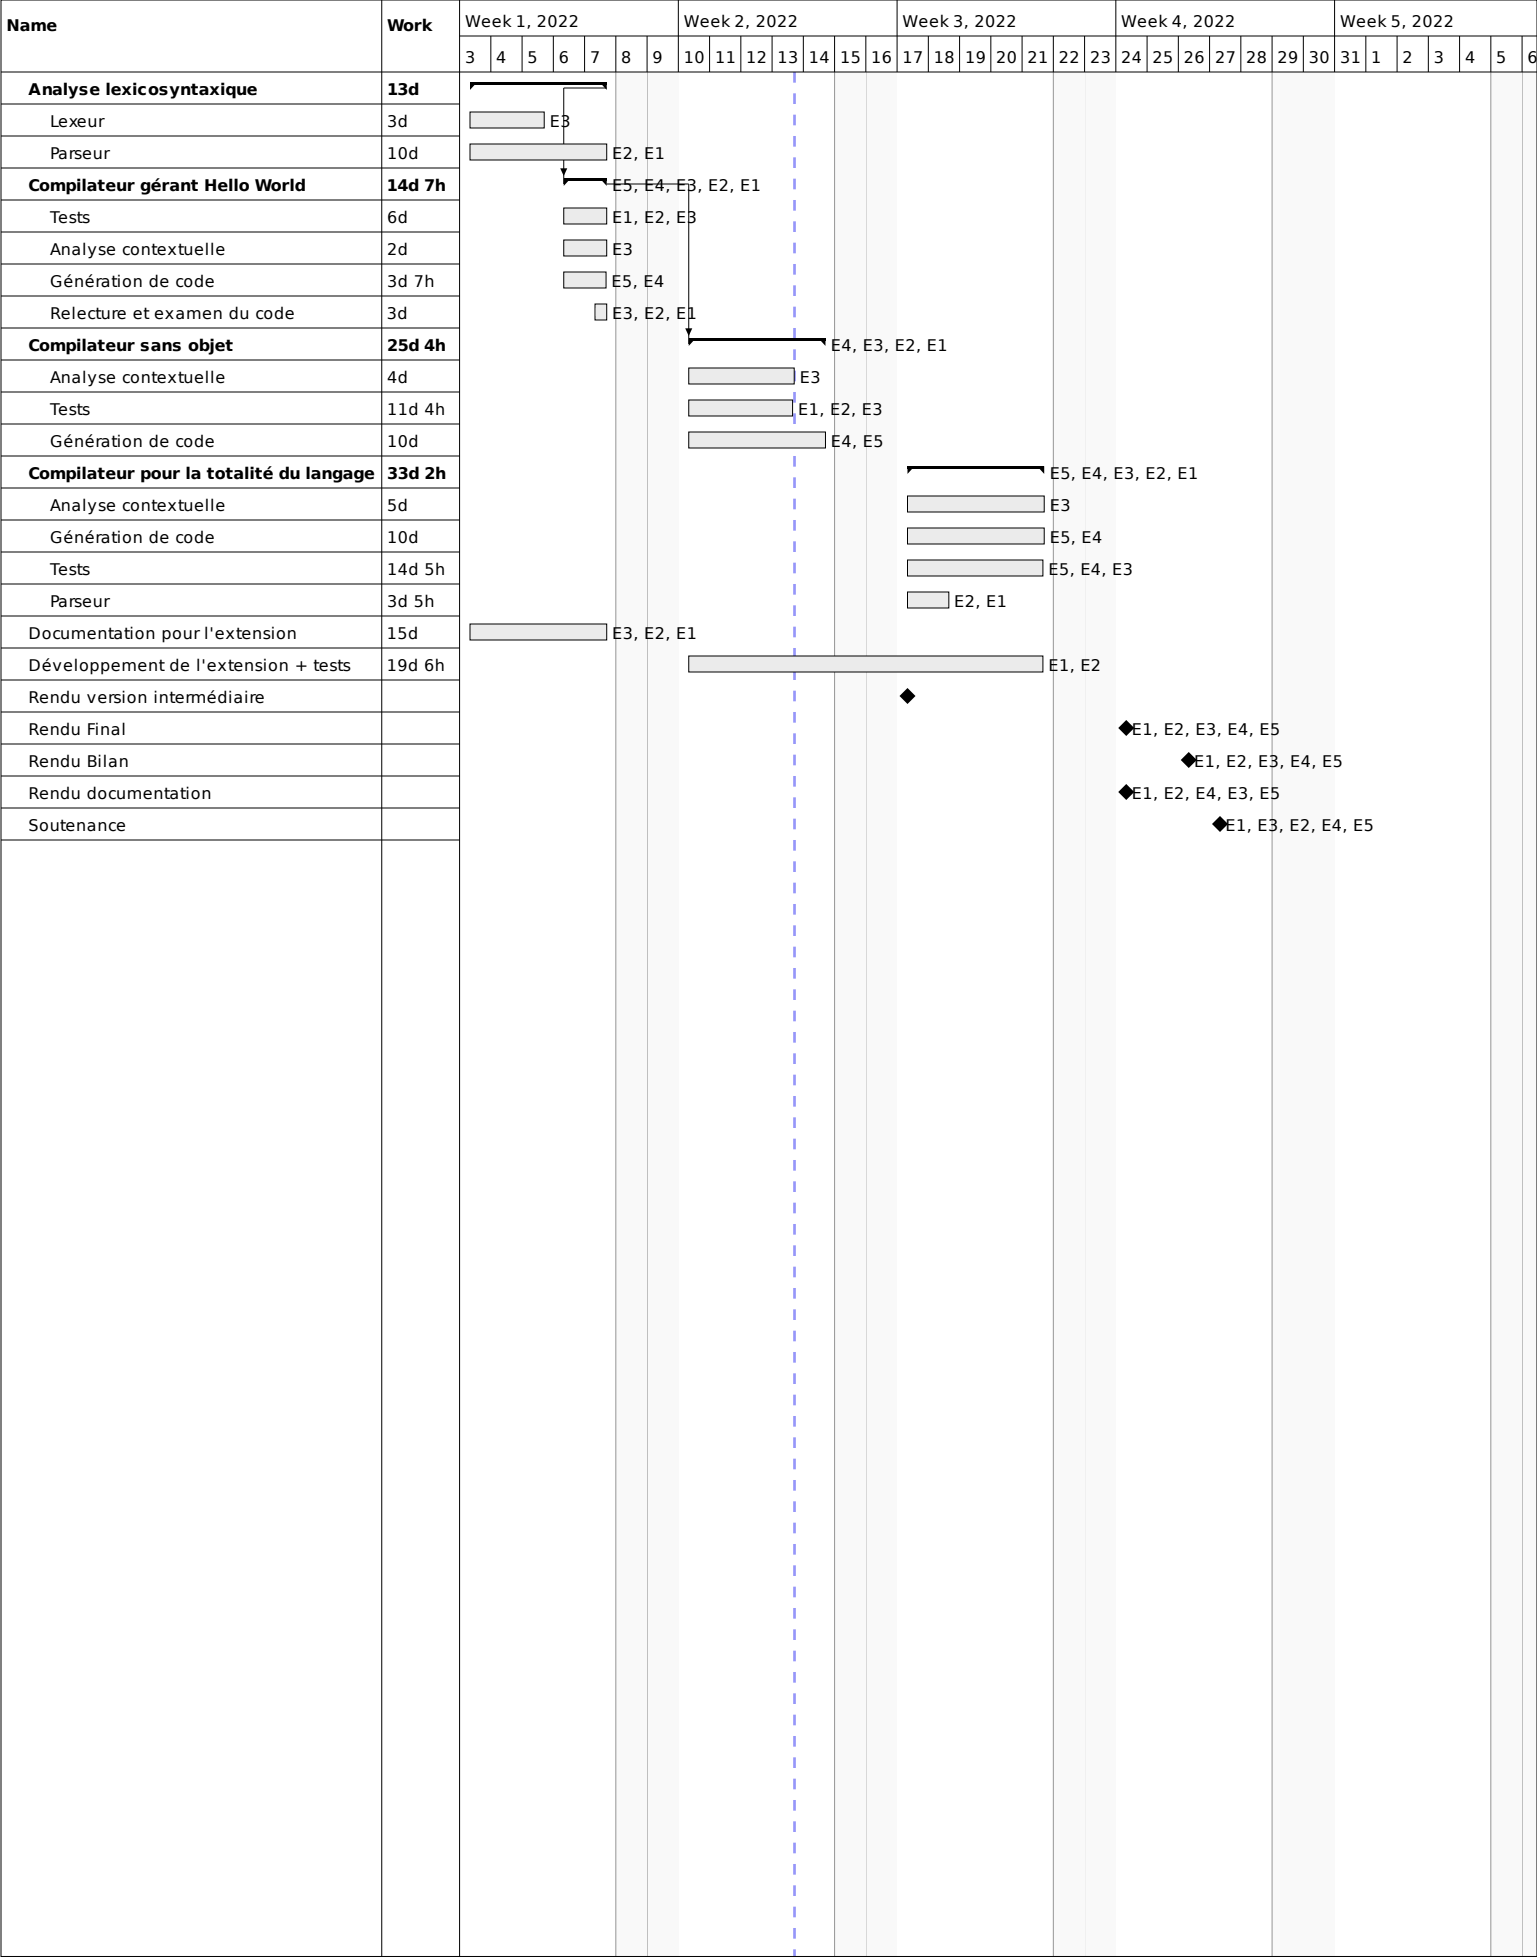 Name Work Week 1, 2022 Week 2, 2022 Week 3, 2022 Week 4, 2022 Week 5, 2022
3 4 5 6 7 8 9 10 11 12 13 14 15 16 17 18 19 20 21 22 23 24 25 26 27 28 29 30 31 1 2 3 4 5 6
Analyse lexicosyntaxique 13d
Lexeur 3d E3
Parseur 10d E2, E1
Compilateur gérant Hello World 14d 7h E5, E4, E3, E2, E1
Tests 6d E1, E2, E3
Analyse contextuelle 2d E3
Génération de code 3d 7h E5, E4
Relecture et examen du code 3d E3, E2, E1
Compilateur sans objet 25d 4h E4, E3, E2, E1
Analyse contextuelle 4d E3
Tests 11d 4h E1, E2, E3
Génération de code 10d E4, E5
Compilateur pour la totalité du langage 33d 2h E5, E4, E3, E2, E1
Analyse contextuelle 5d E3
Génération de code 10d E5, E4
Tests 14d 5h E5, E4, E3
Parseur 3d 5h E2, E1
Documentation pour l'extension 15d E3, E2, E1
Développement de l'extension + tests 19d 6h E1, E2
Rendu version intermédiaire
Rendu Final E1, E2, E3, E4, E5
Rendu Bilan E1, E2, E3, E4, E5
Rendu documentation E1, E2, E4, E3, E5
Soutenance E1, E3, E2, E4, E5